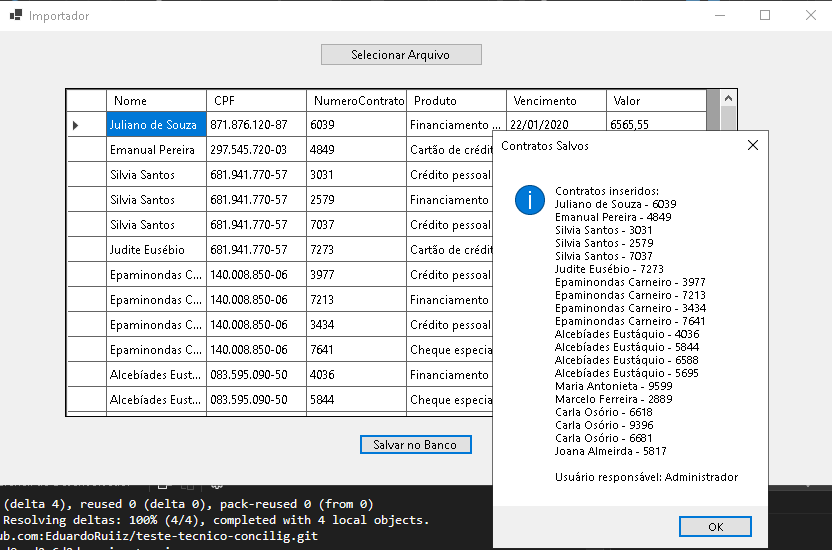 Importador
Selecionar Arquivo
Nome CPF NumeroContrato Produto Vencimento Valor
Juliano de Souza 871.876.120-87 6039 Financiamento ... 22/01/2020 6565,55
Emanual Pereira 297.545.720-03 4849 Cartão de crédit
Silvia Santos 681.941.770-57 3031 Crédito pessoal
Silvia Santos 681.941.770-57 2579 Financiamento
Silvia Santos 681.941.770-57 7037 Crédito pessoal
Judite Eusébio 681.941.770-57 7273 Cartão de crédit
Epaminondas C... 140.008.850-06 3977 Crédito pessoal
Epaminondas C... 140.008.850-06 7213 Financiamento
Epaminondas C... 140.008.850-06 3434 Crédito pessoal
Epaminondas C... 140.008.850-06 7641 Cheque especia
Alcebíades Eust... 083.595.090-50 4036 Financiamento
Alcebíades Eust... 083.595.090-50 5844 Cheque especia
Salvar no Banco
Contratos Salvos
Contratos inseridos:
Juliano de Souza - 6039
Emanual Pereira - 4849
Silvia Santos - 3031
Silvia Santos - 2579
Silvia Santos - 7037
Judite Eusébio - 7273
Epaminondas Carneiro - 3977
Epaminondas Carneiro - 7213
Epaminondas Carneiro - 3434
Epaminondas Carneiro - 7641
Alcebíades Eustáquio - 4036
Alcebíades Eustáquio - 5844
Alcebíades Eustáquio - 6588
Alcebíades Eustáquio - 5695
Maria Antonieta - 9599
Marcelo Ferreira - 2889
Carla Osório - 6618
Carla Osório - 9396
Carla Osório - 6681
Joana Almeirda - 5817
Usuário responsável: Administrador
OK
(delta 4), reused 0 (delta 0), pack-reused 0 (from 0)
Resolving deltas: 100% (4/4), completed with 4 local objects.
ub.com:EduardoRuiiz/teste-tecnico-concilig.git